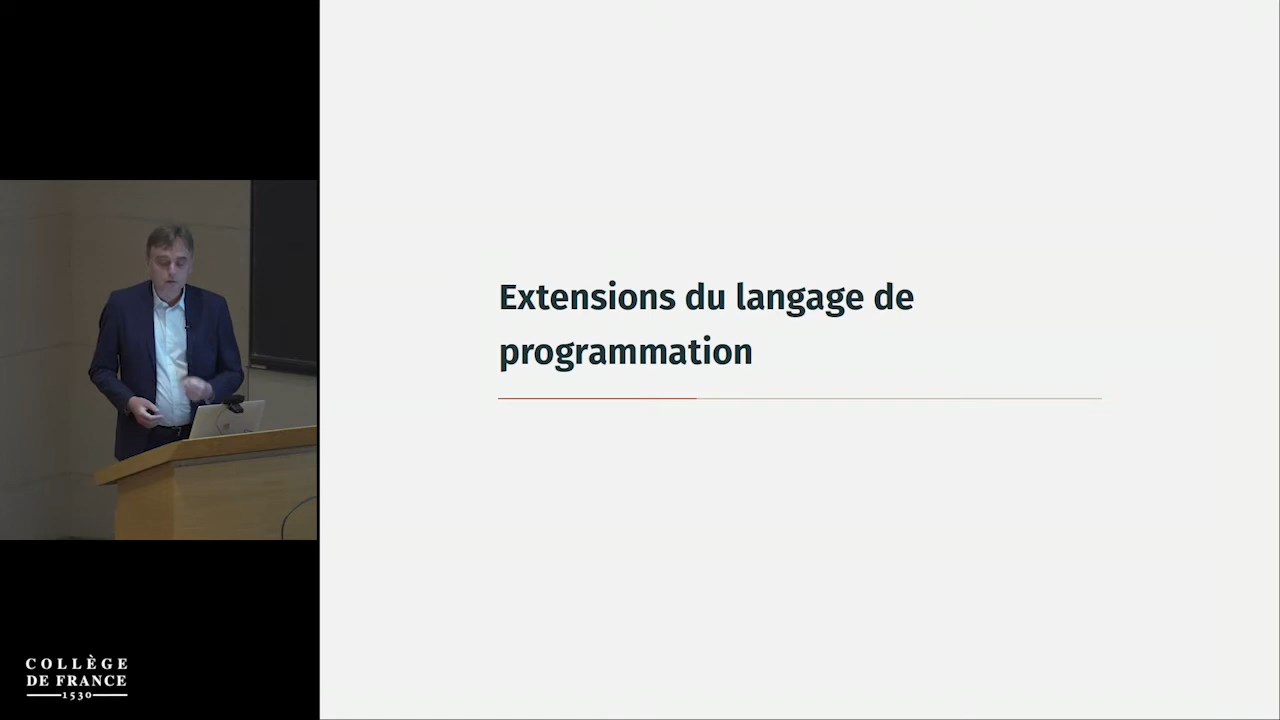 Extensions du langage de
programmation
COLLÈGE
DE FRANCE
1530